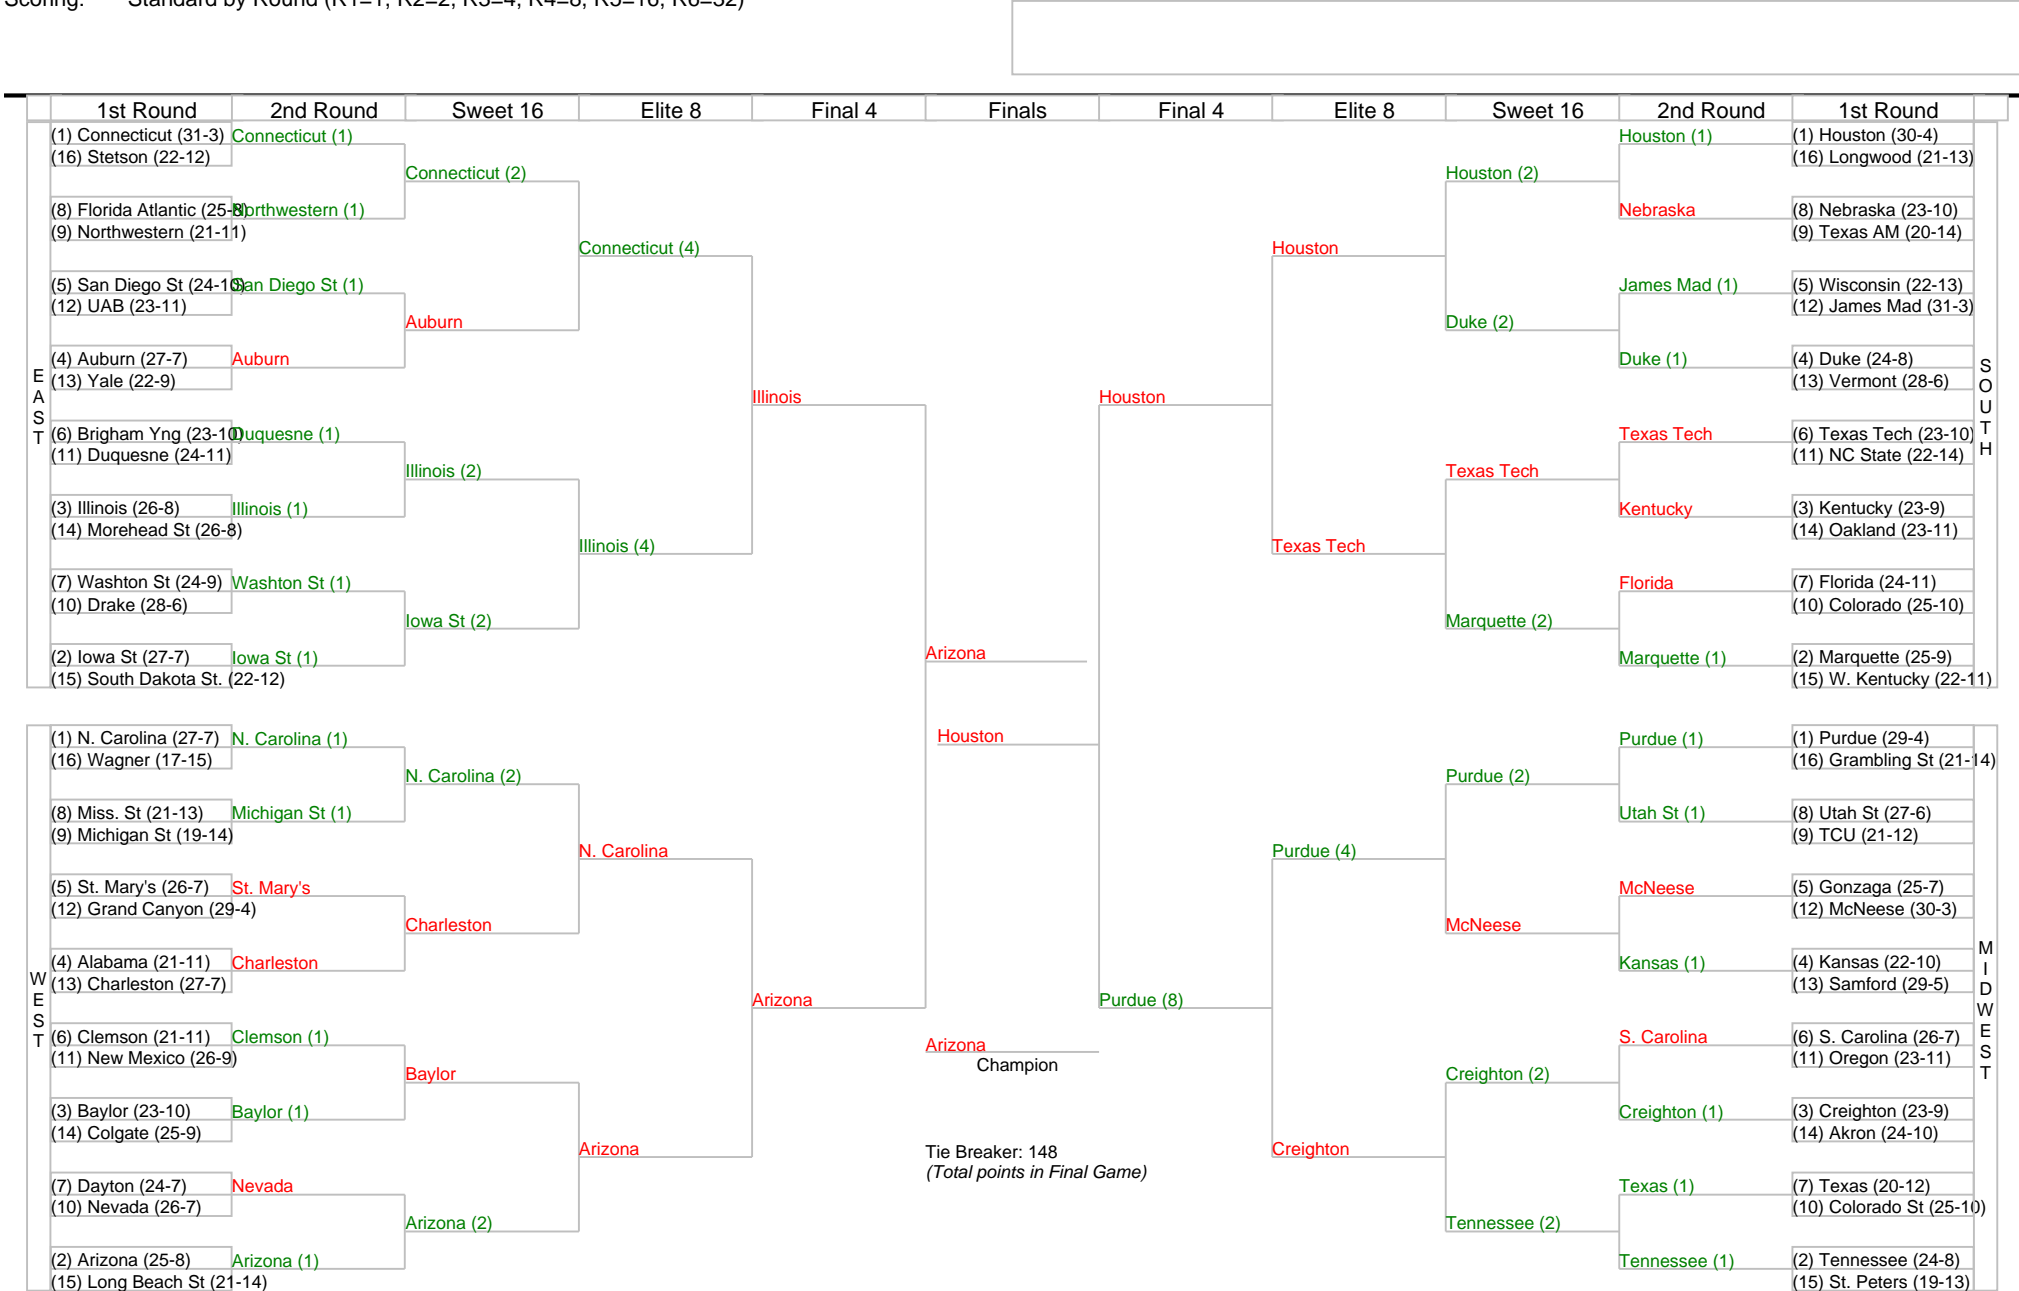 Scoring: Standard by Round (R1=1, R2=2, R3=4, R4=8, R5=16, R6=32)
1st Round 2nd Round Sweet 16 Elite 8 Final 4 Finals Final 4 Elite 8 Sweet 16 2nd Round 1st Round
EAST
(1) Connecticut (31-3)
(16) Stetson (22-12)
(8) Florida Atlantic (25-8)
(9) Northwestern (21-11)
(5) San Diego St (24-10)
(12) UAB (23-11)
(4) Auburn (27-7)
(13) Yale (22-9)
(6) Brigham Yng (23-10)
(11) Duquesne (24-11)
(3) Illinois (26-8)
(14) Morehead St (26-8)
(7) Washton St (24-9)
(10) Drake (28-6)
(2) Iowa St (27-7)
(15) South Dakota St. (22-12)
Connecticut (1)
Northwestern (1)
San Diego St (1)
Auburn
Duquesne (1)
Illinois (1)
Washton St (1)
Iowa St (1)
Connecticut (2)
Auburn
Illinois (2)
Iowa St (2)
Connecticut (4)
Illinois (4)
Illinois
WEST
(1) N. Carolina (27-7)
(16) Wagner (17-15)
(8) Miss. St (21-13)
(9) Michigan St (19-14)
(5) St. Mary's (26-7)
(12) Grand Canyon (29-4)
(4) Alabama (21-11)
(13) Charleston (27-7)
(6) Clemson (21-11)
(11) New Mexico (26-9)
(3) Baylor (23-10)
(14) Colgate (25-9)
(7) Dayton (24-7)
(10) Nevada (26-7)
(2) Arizona (25-8)
(15) Long Beach St (21-14)
N. Carolina (1)
Michigan St (1)
St. Mary's
Charleston
Clemson (1)
Baylor (1)
Nevada
Arizona (1)
N. Carolina (2)
Charleston
Baylor
Arizona (2)
N. Carolina
Arizona
Arizona
Arizona
Houston
Arizona
Champion
Tie Breaker: 148
(Total points in Final Game)
Houston
Houston
Texas Tech
Houston (2)
Duke (2)
Texas Tech
Marquette (2)
Houston (1)
Nebraska
James Mad (1)
Duke (1)
Texas Tech
Kentucky
Florida
Marquette (1)
(1) Houston (30-4)
(16) Longwood (21-13)
(8) Nebraska (23-10)
(9) Texas AM (20-14)
(5) Wisconsin (22-13)
(12) James Mad (31-3)
(4) Duke (24-8)
(13) Vermont (28-6)
(6) Texas Tech (23-10)
(11) NC State (22-14)
(3) Kentucky (23-9)
(14) Oakland (23-11)
(7) Florida (24-11)
(10) Colorado (25-10)
(2) Marquette (25-9)
(15) W. Kentucky (22-11)
SOUTH
Purdue (8)
Purdue (4)
Creighton
Purdue (2)
McNeese
Creighton (2)
Tennessee (2)
Purdue (1)
Utah St (1)
McNeese
Kansas (1)
S. Carolina
Creighton (1)
Texas (1)
Tennessee (1)
(1) Purdue (29-4)
(16) Grambling St (21-14)
(8) Utah St (27-6)
(9) TCU (21-12)
(5) Gonzaga (25-7)
(12) McNeese (30-3)
(4) Kansas (22-10)
(13) Samford (29-5)
(6) S. Carolina (26-7)
(11) Oregon (23-11)
(3) Creighton (23-9)
(14) Akron (24-10)
(7) Texas (20-12)
(10) Colorado St (25-10)
(2) Tennessee (24-8)
(15) St. Peters (19-13)
MIDWEST